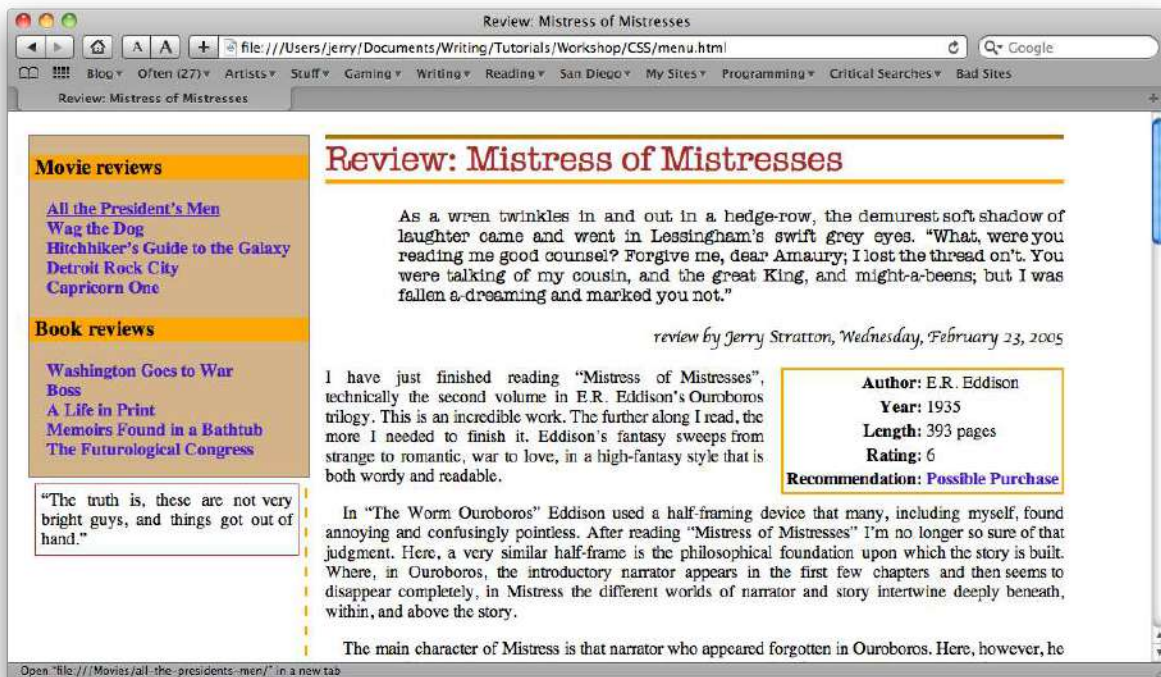 Review: Mistress of Mistresses
A A + file:///Users/jerry/Documents/Writing/Tutorials/Workshop/CSS/menu.html Google
Blog Often (27) Artists Stuff Gaming Writing Reading San Diego My Sites Programming Critical Searches Bad Sites
Review: Mistress of Mistresses
Movie reviews
All the President's Men
Wag the Dog
Hitchhiker's Guide to the Galaxy
Detroit Rock City
Capricorn One
Book reviews
Washington Goes to War
Boss
A Life in Print
Memoirs Found in a Bathtub
The Futurological Congress
“The truth is, these are not very
bright guys, and things got out of
hand.”
Review: Mistress of Mistresses
As a wren twinkles in and out in a hedge-row, the demurest soft shadow of
laughter came and went in Lessingham's swift grey eyes. “What, were you
reading me good counsel? Forgive me, dear Amaury; I lost the thread on't. You
were talking of my cousin, and the great King, and might-a-beens; but I was
fallen a-dreaming and marked you not.”
review by Jerry Stratton, Wednesday, February 23, 2005
I have just finished reading “Mistress of Mistresses”,
technically the second volume in E.R. Eddison's Ouroboros
trilogy. This is an incredible work. The further along I read, the
more I needed to finish it. Eddison's fantasy sweeps from
strange to romantic, war to love, in a high-fantasy style that is
both wordy and readable.
Author: E.R. Eddison
Year: 1935
Length: 393 pages
Rating: 6
Recommendation: Possible Purchase
In “The Worm Ouroboros” Eddison used a half-framing device that many, including myself, found
annoying and confusingly pointless. After reading “Mistress of Mistresses” I'm no longer so sure of that
judgment. Here, a very similar half-frame is the philosophical foundation upon which the story is built.
Where, in Ouroboros, the introductory narrator appears in the first few chapters and then seems to
disappear completely, in Mistress the different worlds of narrator and story intertwine deeply beneath,
within, and above the story.
The main character of Mistress is that narrator who appeared forgotten in Ouroboros. Here, however, he
Open “file:///Movies/all-the-presidents-men/” in a new tab